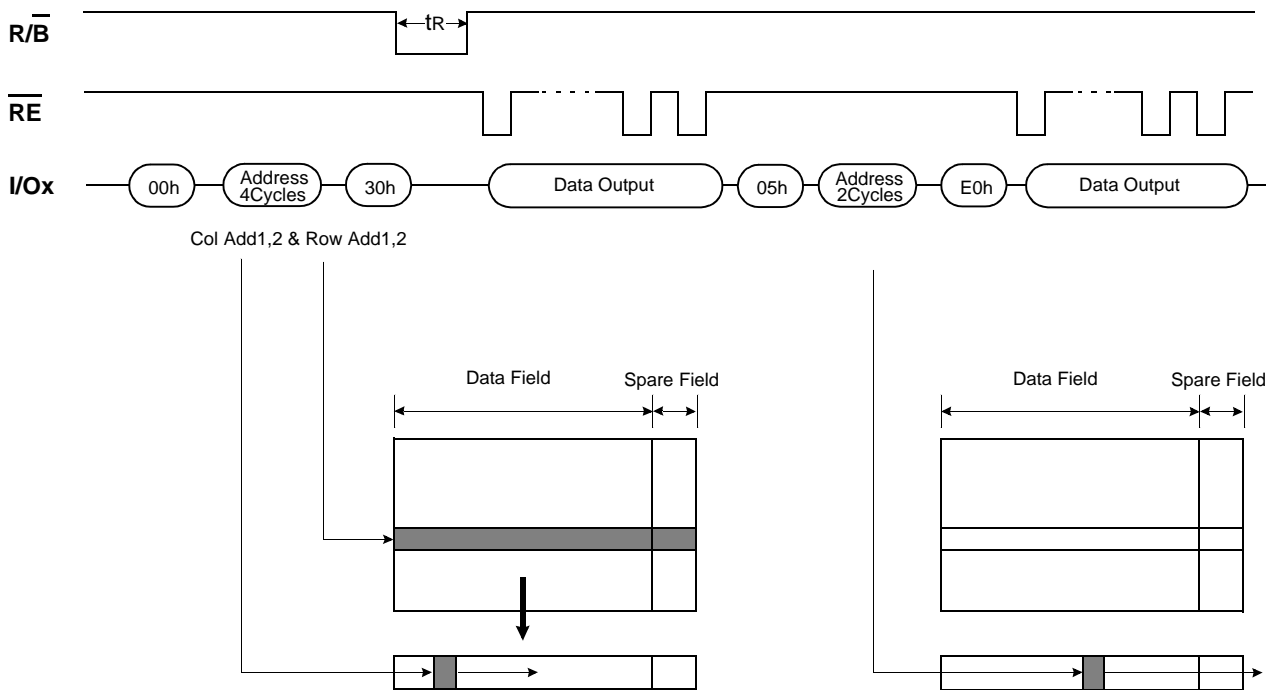 R/B
tR
RE
I/Ox
00h
Address
4Cycles
30h
Data Output
05h
Address
2Cycles
E0h
Data Output
Col Add1,2 & Row Add1,2
Data Field
Spare Field
Data Field
Spare Field